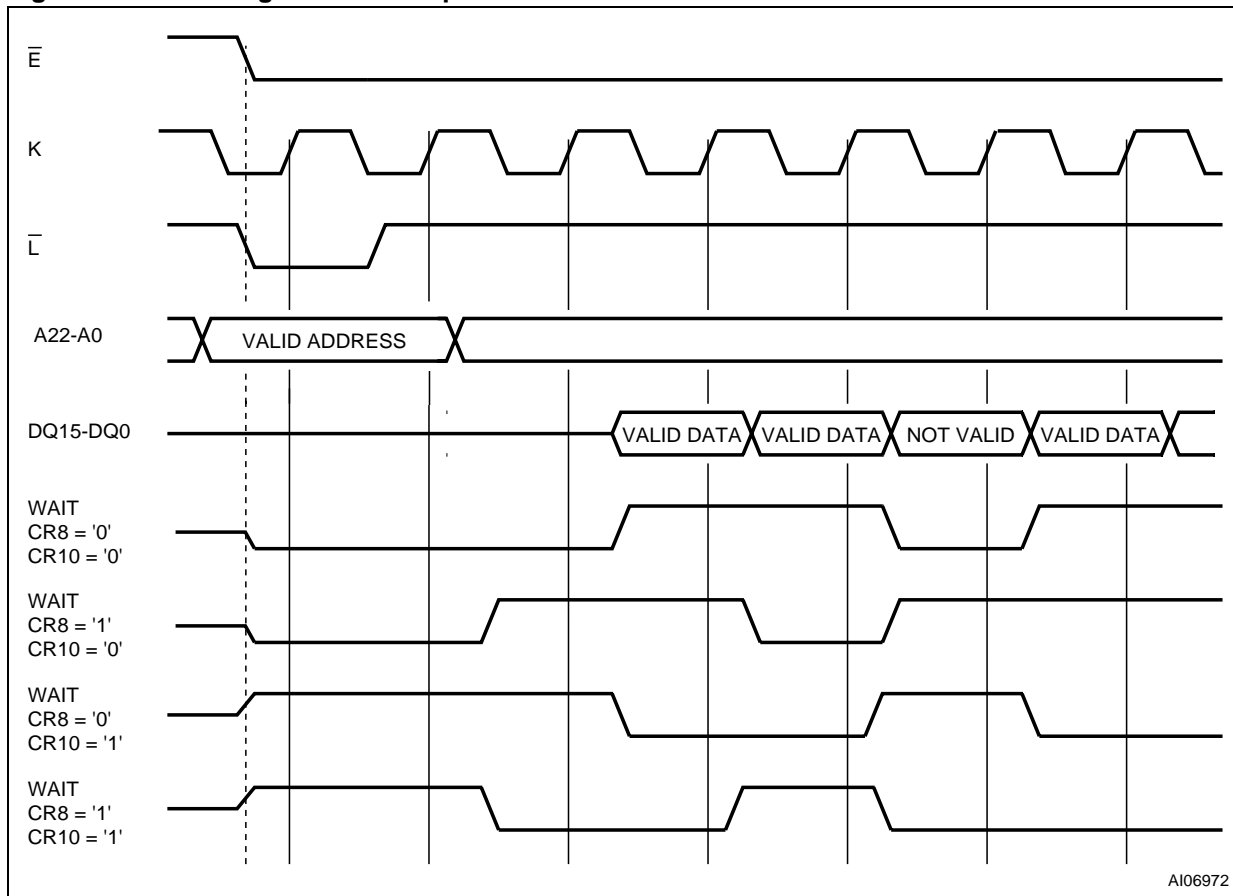 E
K
L
A22-A0
VALID ADDRESS
DQ15-DQ0
VALID DATA VALID DATA NOT VALID VALID DATA
WAIT
CR8 = '0'
CR10 = '0'
WAIT
CR8 = '1'
CR10 = '0'
WAIT
CR8 = '0'
CR10 = '1'
WAIT
CR8 = '1'
CR10 = '1'
AI06972